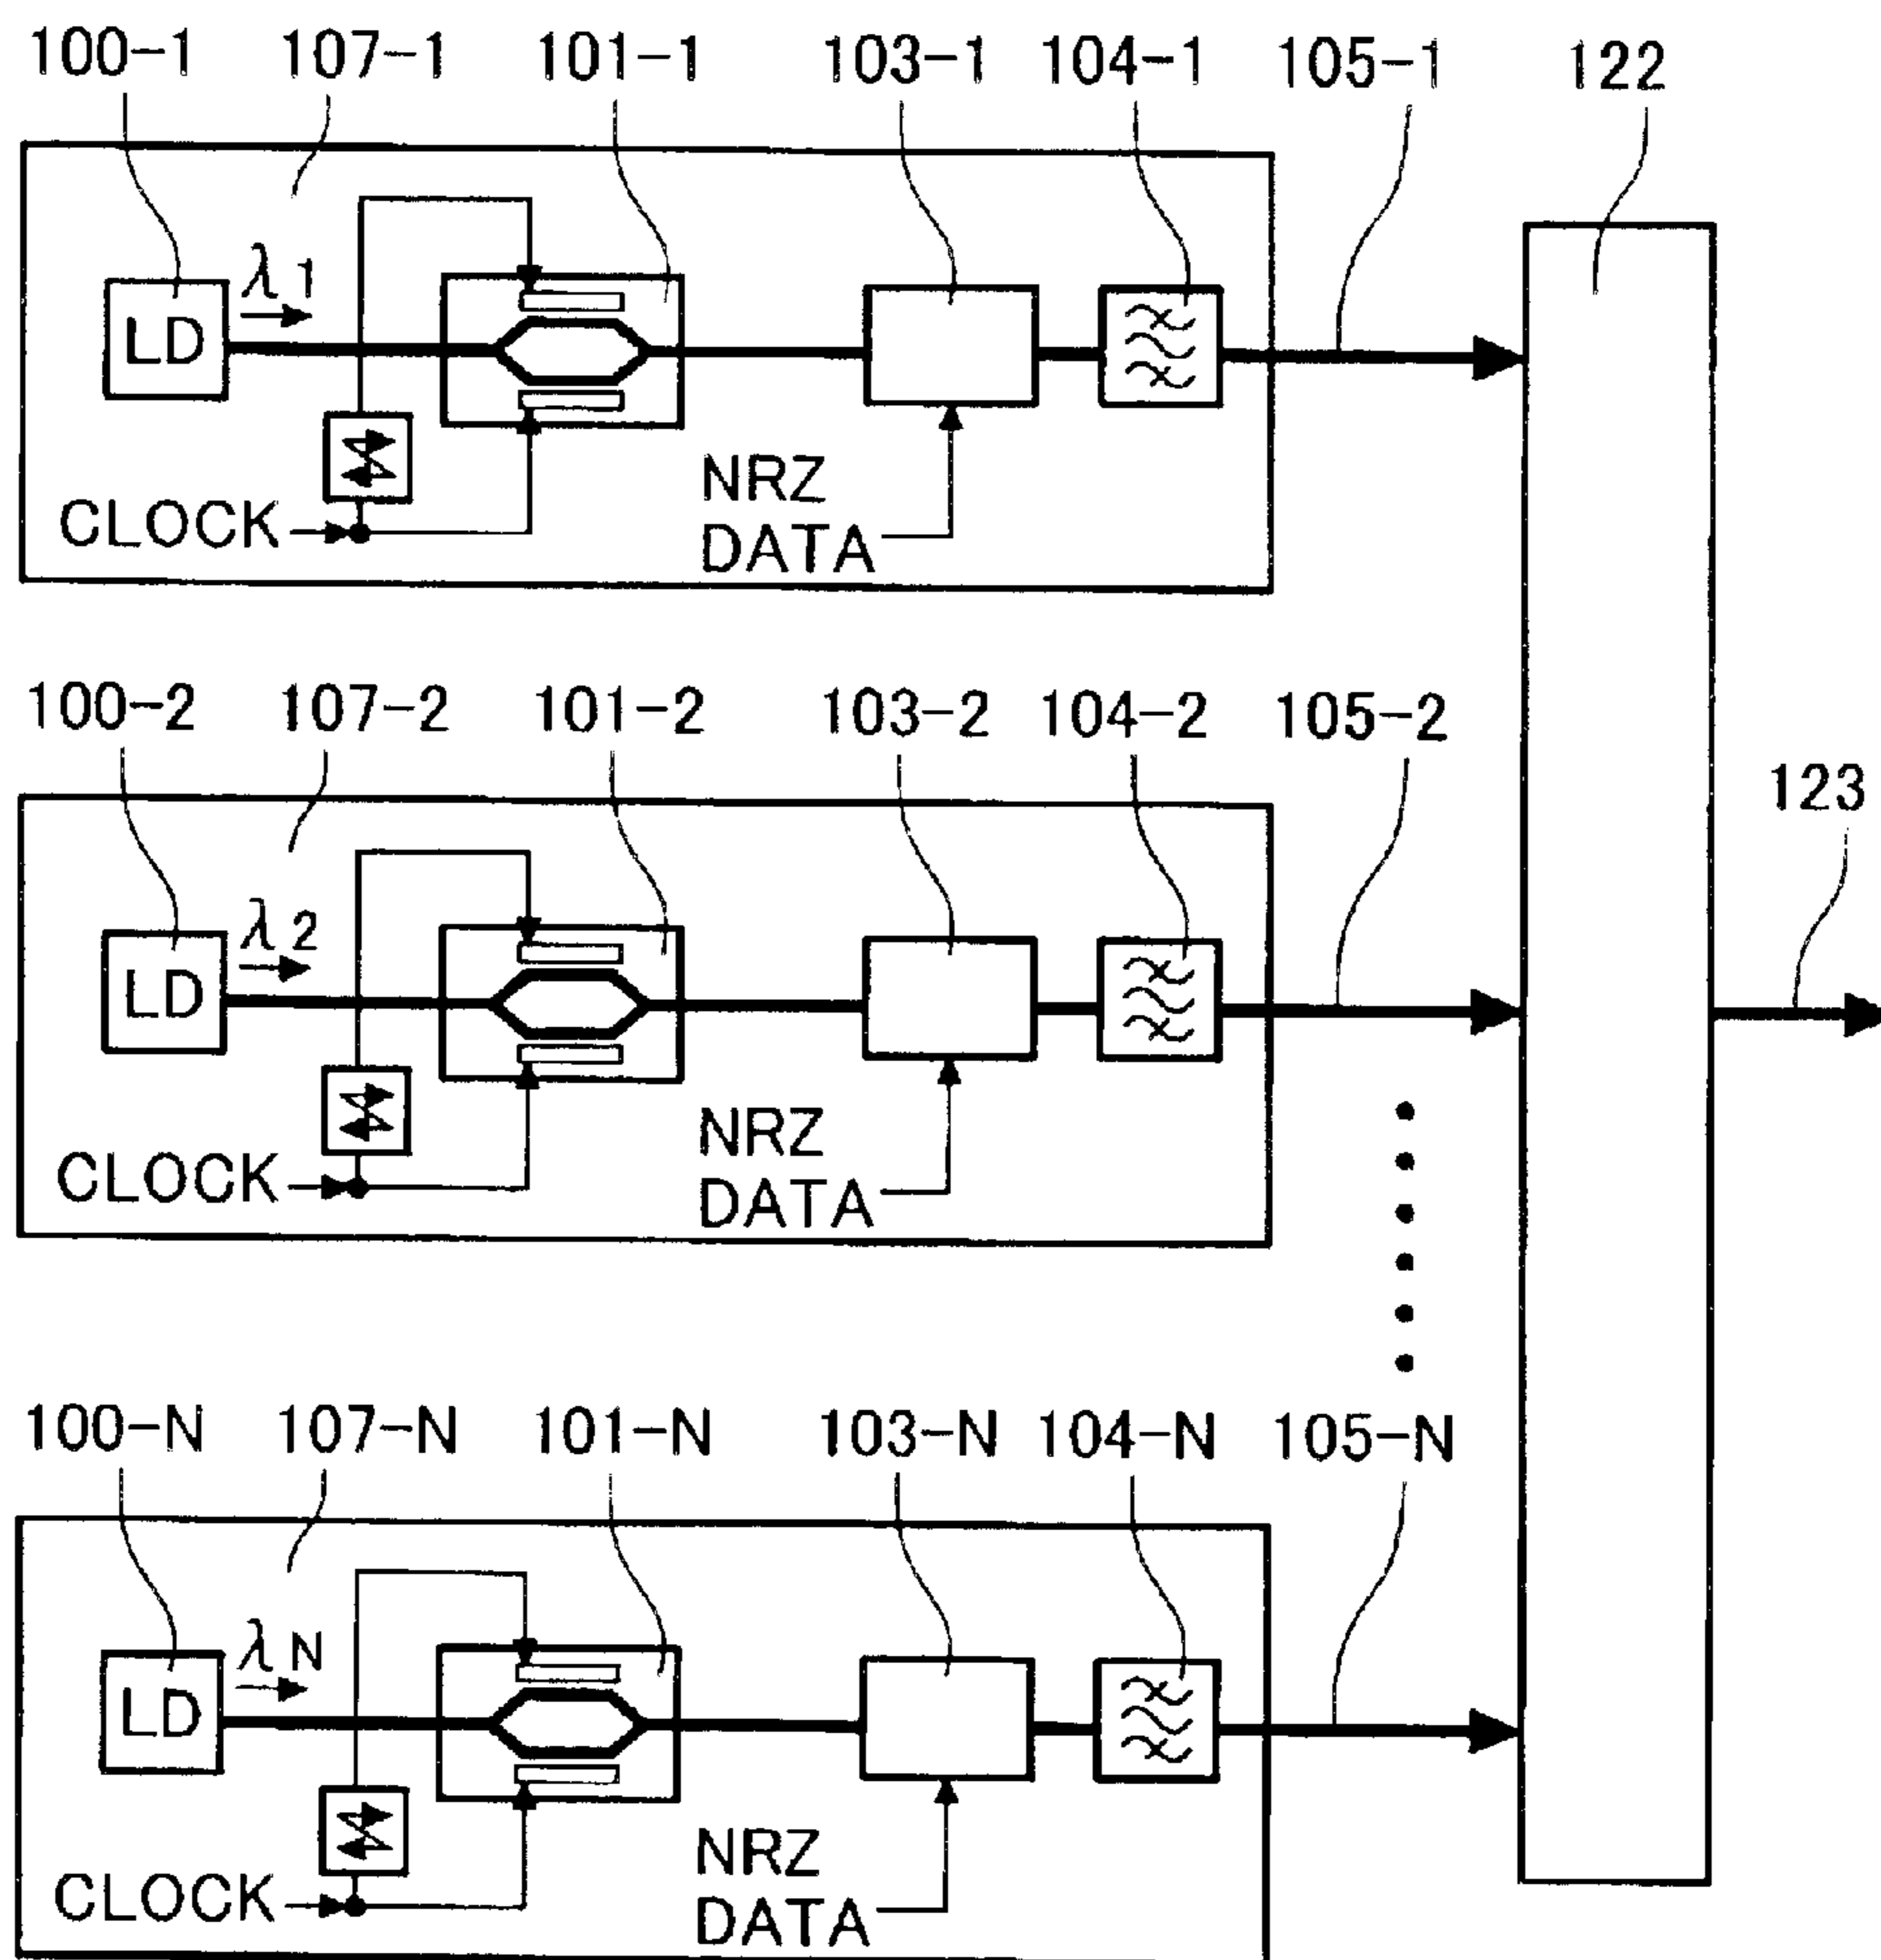 100-1 107-1 101-1 103-1 104-1 105-1 122
λ1
LD
NRZ
CLOCK
DATA
100-2 107-2 101-2 103-2 104-2 105-2
123
λ2
LD
NRZ
CLOCK
DATA
100-N 107-N 101-N 103-N 104-N 105-N
λN
LD
NRZ
CLOCK
DATA